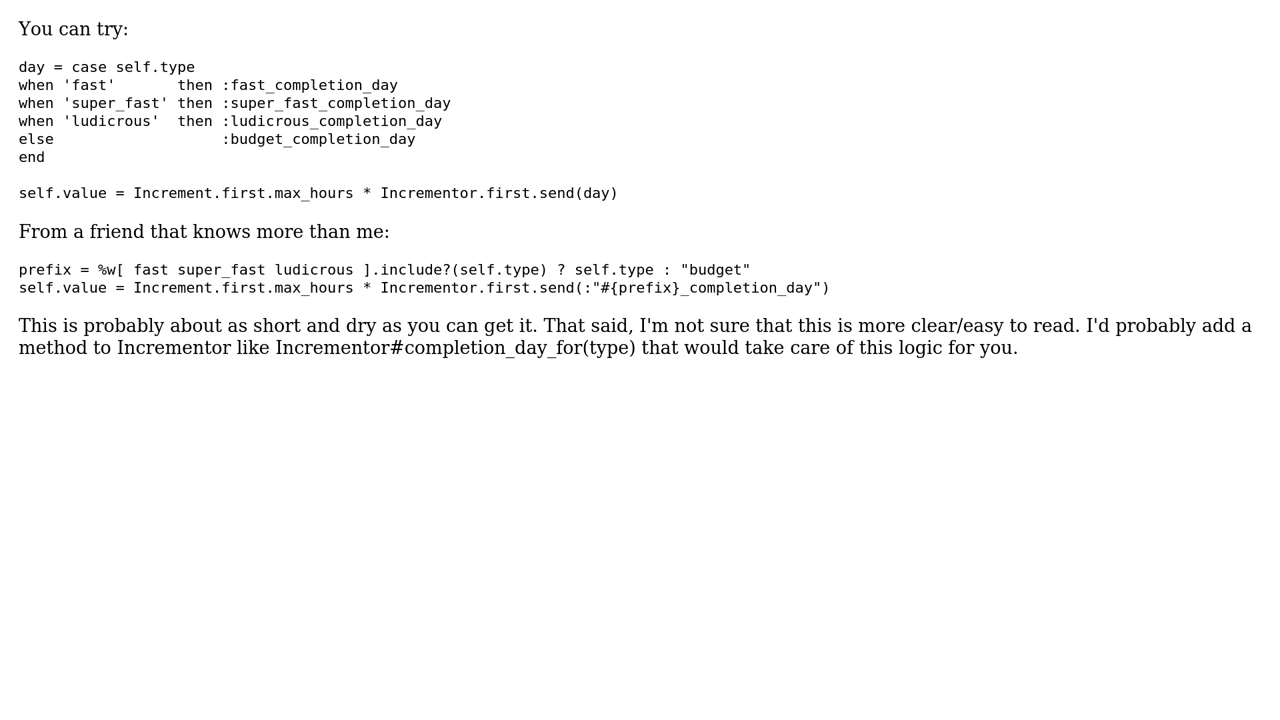 You can try:
day = case self.type
when 'fast'       then :fast_completion_day
when 'super_fast' then :super_fast_completion_day
when 'ludicrous'  then :ludicrous_completion_day
else                   :budget_completion_day
end
self.value = Increment.first.max_hours * Incrementor.first.send(day)
From a friend that knows more than me:
prefix = %w[ fast super_fast ludicrous ].include?(self.type) ? self.type : "budget"
self.value = Increment.first.max_hours * Incrementor.first.send(:"#{prefix}_completion_day")
This is probably about as short and dry as you can get it. That said, I'm not sure that this is more clear/easy to read. I'd probably add a
method to Incrementor like Incrementor#completion_day_for(type) that would take care of this logic for you.